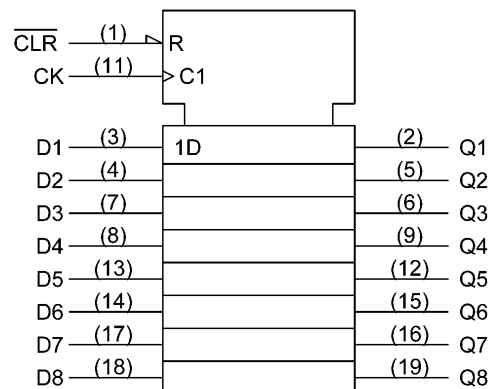 CLR (1) R
CK (11) C1
D1 (3) 1D (2) Q1
D2 (4) (5) Q2
D3 (7) (6) Q3
D4 (8) (9) Q4
D5 (13) (12) Q5
D6 (14) (15) Q6
D7 (17) (16) Q7
D8 (18) (19) Q8